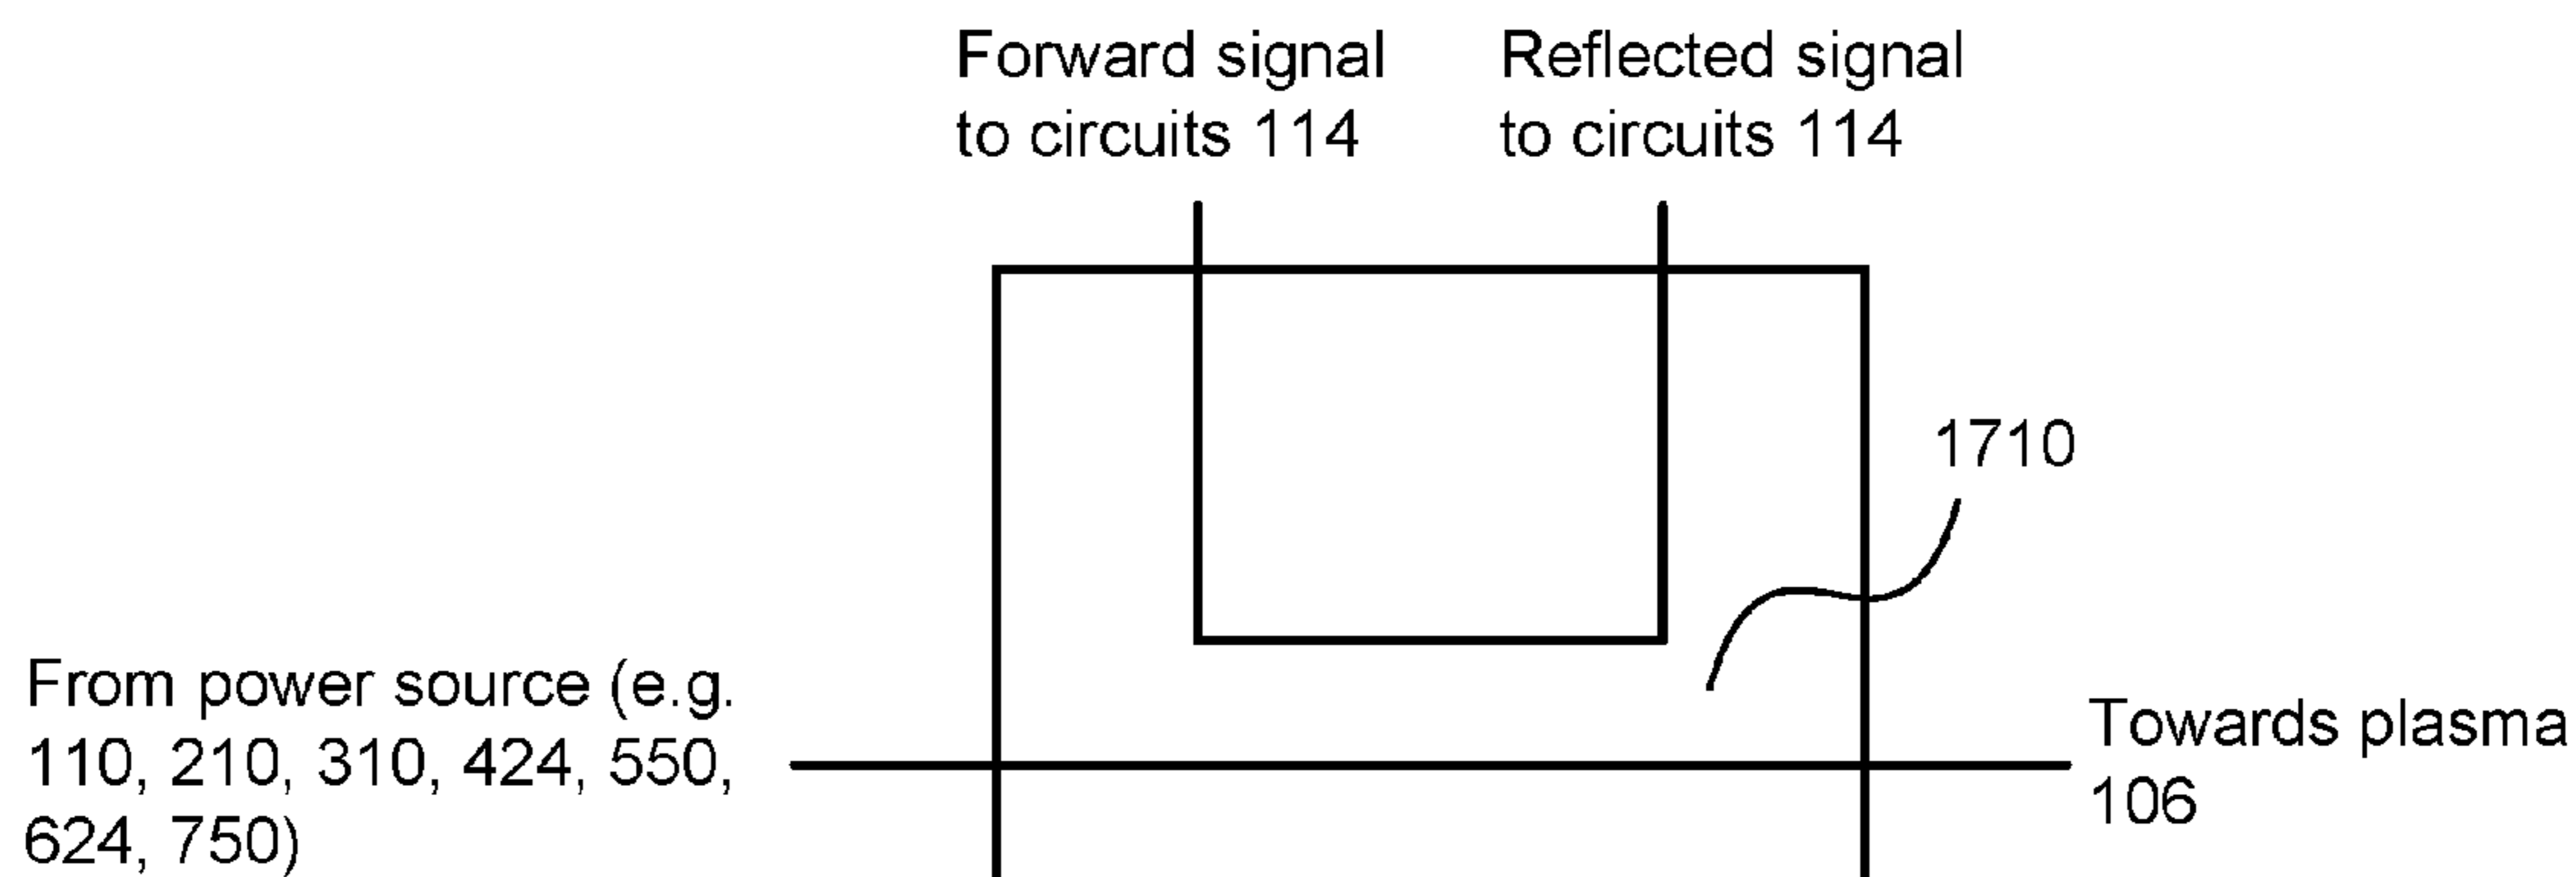 Forward signal
to circuits 114
Reflected signal
to circuits 114
1710
From power source (e.g.
110, 210, 310, 424, 550,
624, 750)
Towards plasma
106